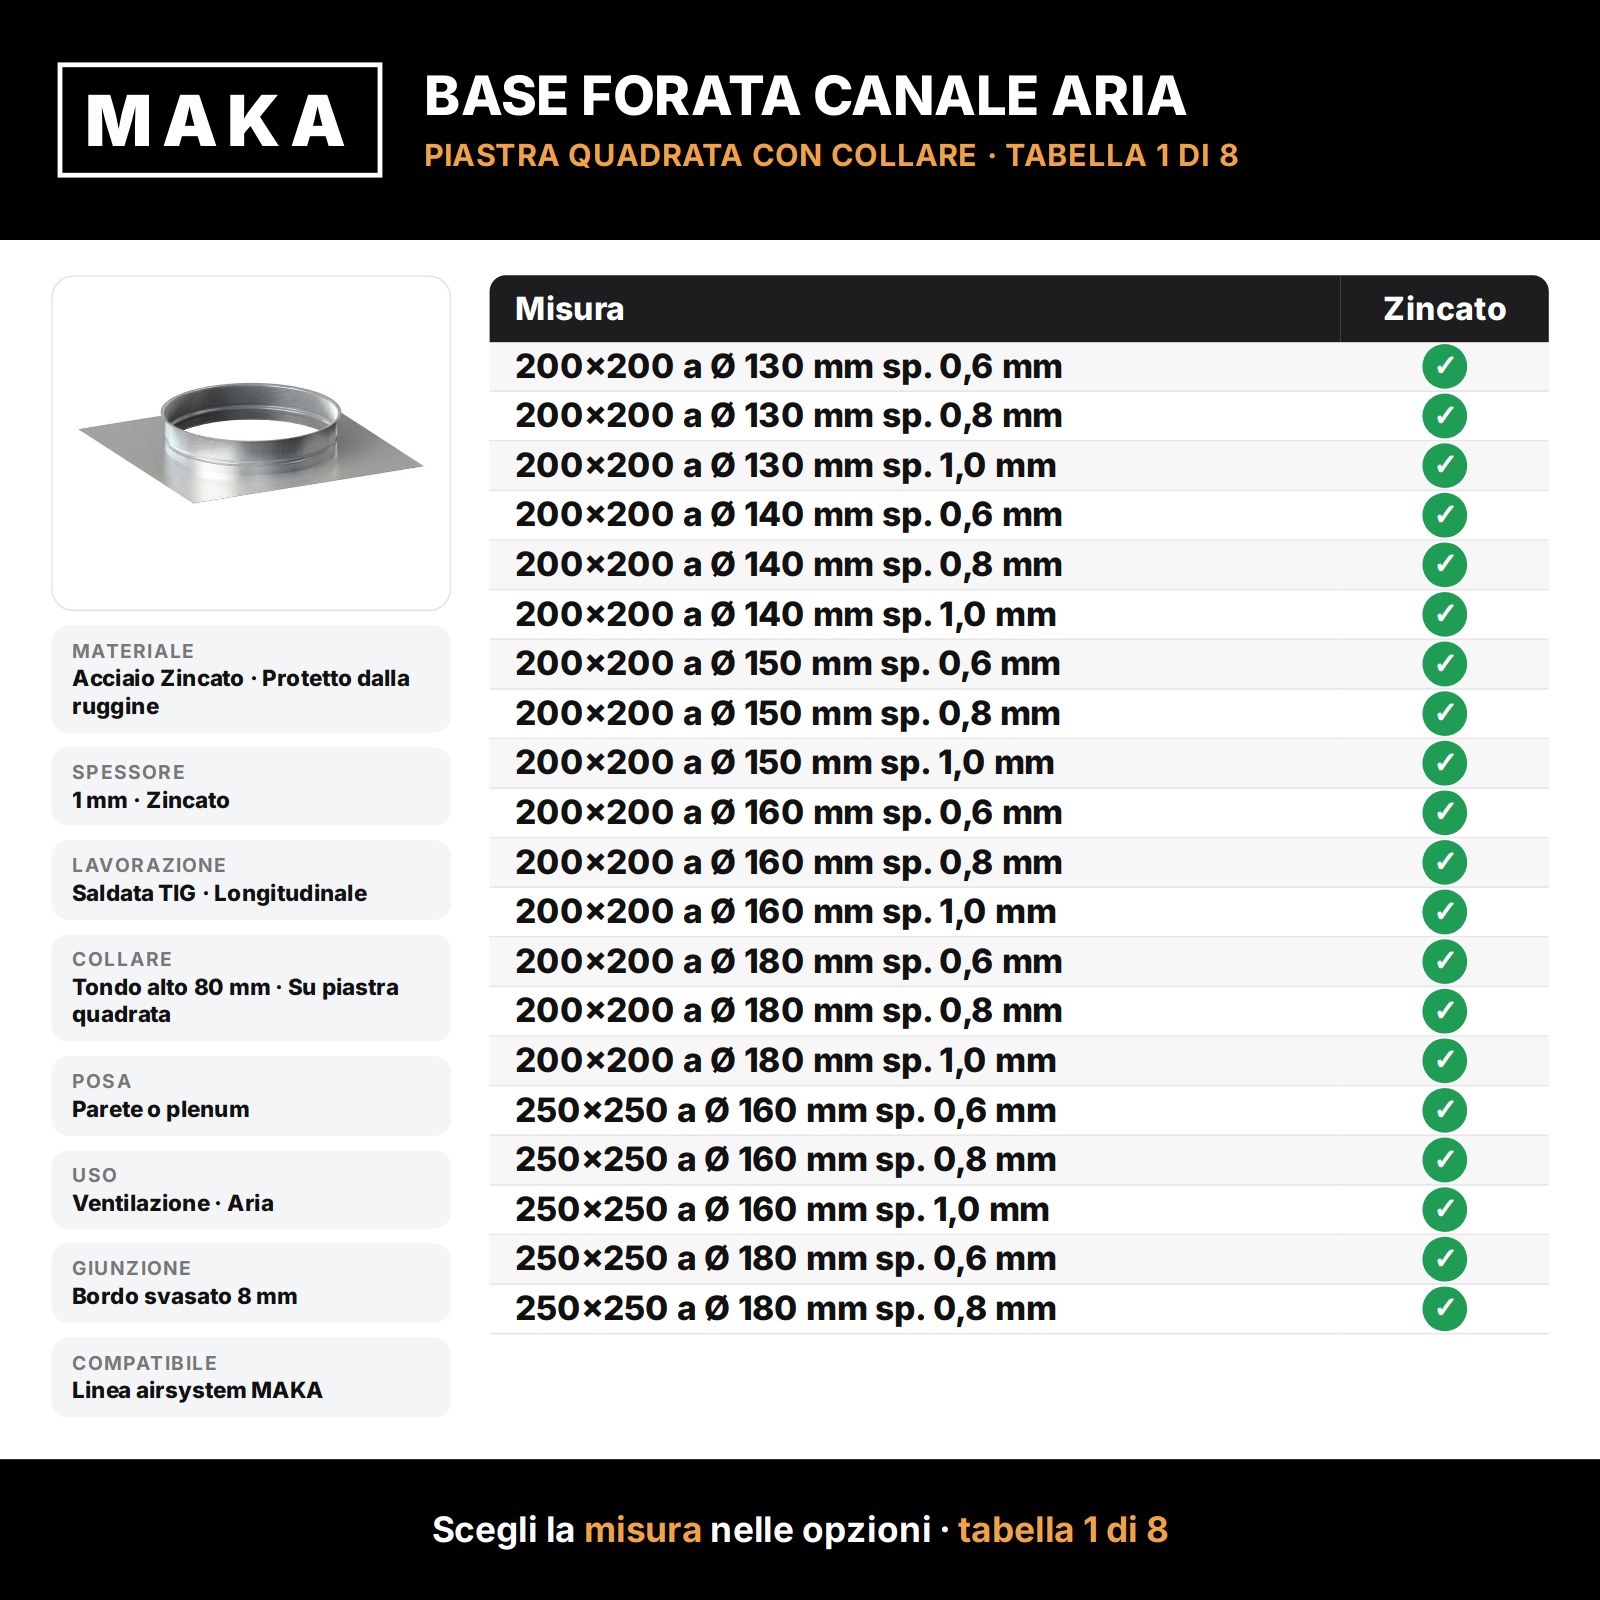 MAKA
BASE FORATA CANALE ARIA
PIASTRA QUADRATA CON COLLARE · TABELLA 1 DI 8
MATERIALE
Acciaio Zincato · Protetto dalla
ruggine
SPESSORE
1 mm · Zincato
LAVORAZIONE
Saldata TIG · Longitudinale
COLLARE
Tondo alto 80 mm · Su piastra
quadrata
POSA
Parete o plenum
USO
Ventilazione · Aria
GIUNZIONE
Bordo svasato 8 mm
COMPATIBILE
Linea airsystem MAKA
Misura Zincato
200×200 a Ø 130 mm sp. 0,6 mm ✓
200×200 a Ø 130 mm sp. 0,8 mm ✓
200×200 a Ø 130 mm sp. 1,0 mm ✓
200×200 a Ø 140 mm sp. 0,6 mm ✓
200×200 a Ø 140 mm sp. 0,8 mm ✓
200×200 a Ø 140 mm sp. 1,0 mm ✓
200×200 a Ø 150 mm sp. 0,6 mm ✓
200×200 a Ø 150 mm sp. 0,8 mm ✓
200×200 a Ø 150 mm sp. 1,0 mm ✓
200×200 a Ø 160 mm sp. 0,6 mm ✓
200×200 a Ø 160 mm sp. 0,8 mm ✓
200×200 a Ø 160 mm sp. 1,0 mm ✓
200×200 a Ø 180 mm sp. 0,6 mm ✓
200×200 a Ø 180 mm sp. 0,8 mm ✓
200×200 a Ø 180 mm sp. 1,0 mm ✓
250×250 a Ø 160 mm sp. 0,6 mm ✓
250×250 a Ø 160 mm sp. 0,8 mm ✓
250×250 a Ø 160 mm sp. 1,0 mm ✓
250×250 a Ø 180 mm sp. 0,6 mm ✓
250×250 a Ø 180 mm sp. 0,8 mm ✓
Scegli la misura nelle opzioni · tabella 1 di 8